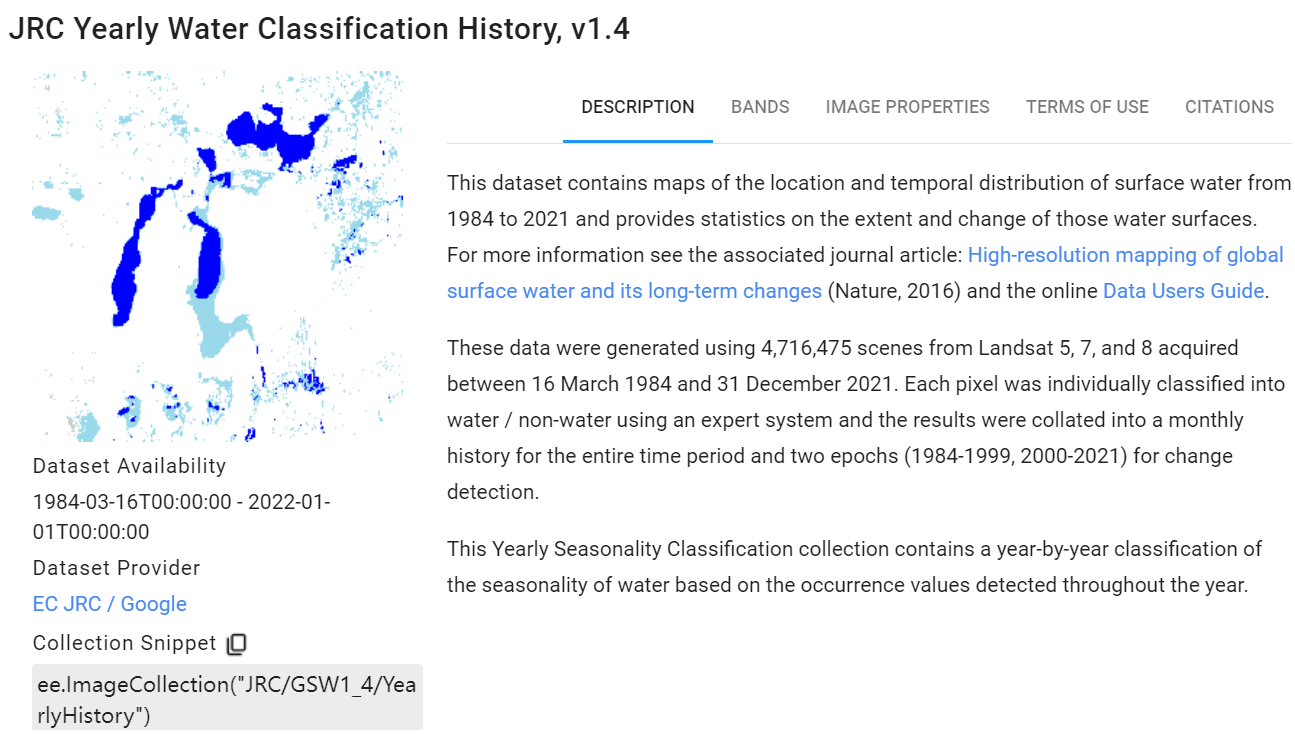 JRC Yearly Water Classification History, v1.4
DESCRIPTION BANDS IMAGE PROPERTIES TERMS OF USE CITATIONS
This dataset contains maps of the location and temporal distribution of surface water from
1984 to 2021 and provides statistics on the extent and change of those water surfaces.
For more information see the associated journal article: High-resolution mapping of global
surface water and its long-term changes (Nature, 2016) and the online Data Users Guide.
These data were generated using 4,716,475 scenes from Landsat 5, 7, and 8 acquired
between 16 March 1984 and 31 December 2021. Each pixel was individually classified into
water / non-water using an expert system and the results were collated into a monthly
history for the entire time period and two epochs (1984-1999, 2000-2021) for change
detection.
This Yearly Seasonality Classification collection contains a year-by-year classification of
the seasonality of water based on the occurrence values detected throughout the year.
Dataset Availability
1984-03-16T00:00:00 - 2022-01-
01T00:00:00
Dataset Provider
EC JRC / Google
Collection Snippet
ee.ImageCollection("JRC/GSW1_4/Yea
rlyHistory")